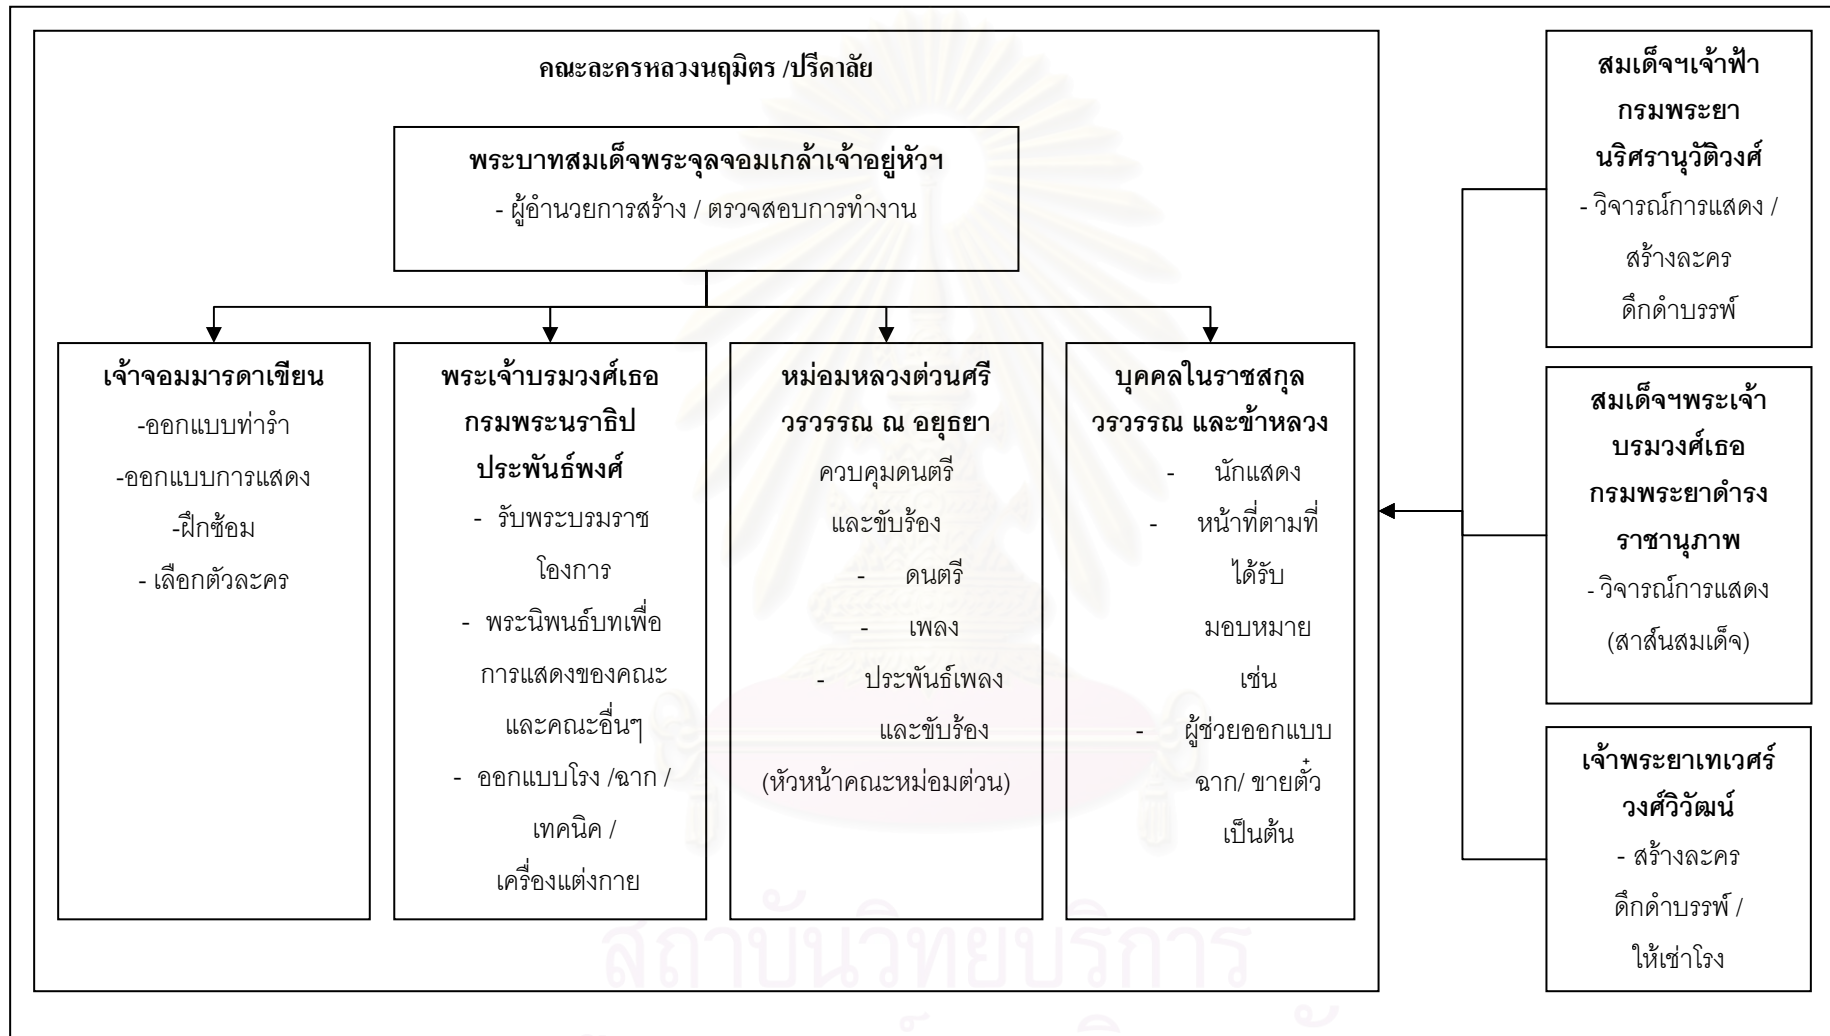 คณะละครหลวงนฤมิตร /ปรีดาลัย
พระบาทสมเด็จพระจุลจอมเกล้าเจ้าอยู่หัวฯ
- ผู้อำนวยการสร้าง / ตรวจสอบการทำงาน
เจ้าจอมมารดาเขียน
-ออกแบบท่ารำ
-ออกแบบการแสดง
-ฝึกซ้อม
- เลือกตัวละคร
พระเจ้าบรมวงศ์เธอ
กรมพระนราธิป
ประพันธ์พงศ์
- รับพระบรมราช
โองการ
- พระนิพนธ์บทเพื่อ
การแสดงของคณะ
และคณะอื่นๆ
- ออกแบบโรง /ฉาก /
เทคนิค /
เครื่องแต่งกาย
หม่อมหลวงต่วนศรี
วรวรรณ ณ อยุธยา
ควบคุมดนตรี
และขับร้อง
- ดนตรี
- เพลง
- ประพันธ์เพลง
และขับร้อง
(หัวหน้าคณะหม่อมต่วน)
บุคคลในราชสกุล
วรวรรณ และข้าหลวง
- นักแสดง
- หน้าที่ตามที่
ได้รับ
มอบหมาย
เช่น
- ผู้ช่วยออกแบบ
ฉาก/ ขายตั๋ว
เป็นต้น
สมเด็จฯเจ้าฟ้า
กรมพระยา
นริศรานุวัติวงศ์
- วิจารณ์การแสดง /
สร้างละคร
ดึกดำบรรพ์
สมเด็จฯพระเจ้า
บรมวงศ์เธอ
กรมพระยาดำรง
ราชานุภาพ
- วิจารณ์การแสดง
(สาส์นสมเด็จ)
เจ้าพระยาเทเวศร์
วงศ์วิวัฒน์
- สร้างละคร
ดึกดำบรรพ์ /
ให้เช่าโรง
สถาบันวิทยบริการ